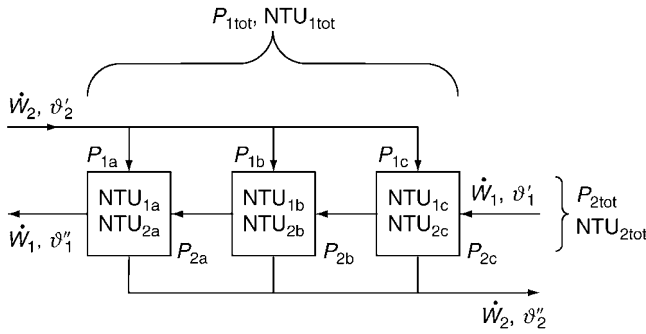 P₁tot, NTU₁tot
Ẇ₂, ϑ′₂
P₁a P₁b P₁c
NTU₁a NTU₁b NTU₁c Ẇ₁, ϑ′₁ P₂tot
NTU₂a NTU₂b NTU₂c NTU₂tot
Ẇ₁, ϑ″₁ P₂a P₂b P₂c
Ẇ₂, ϑ″₂